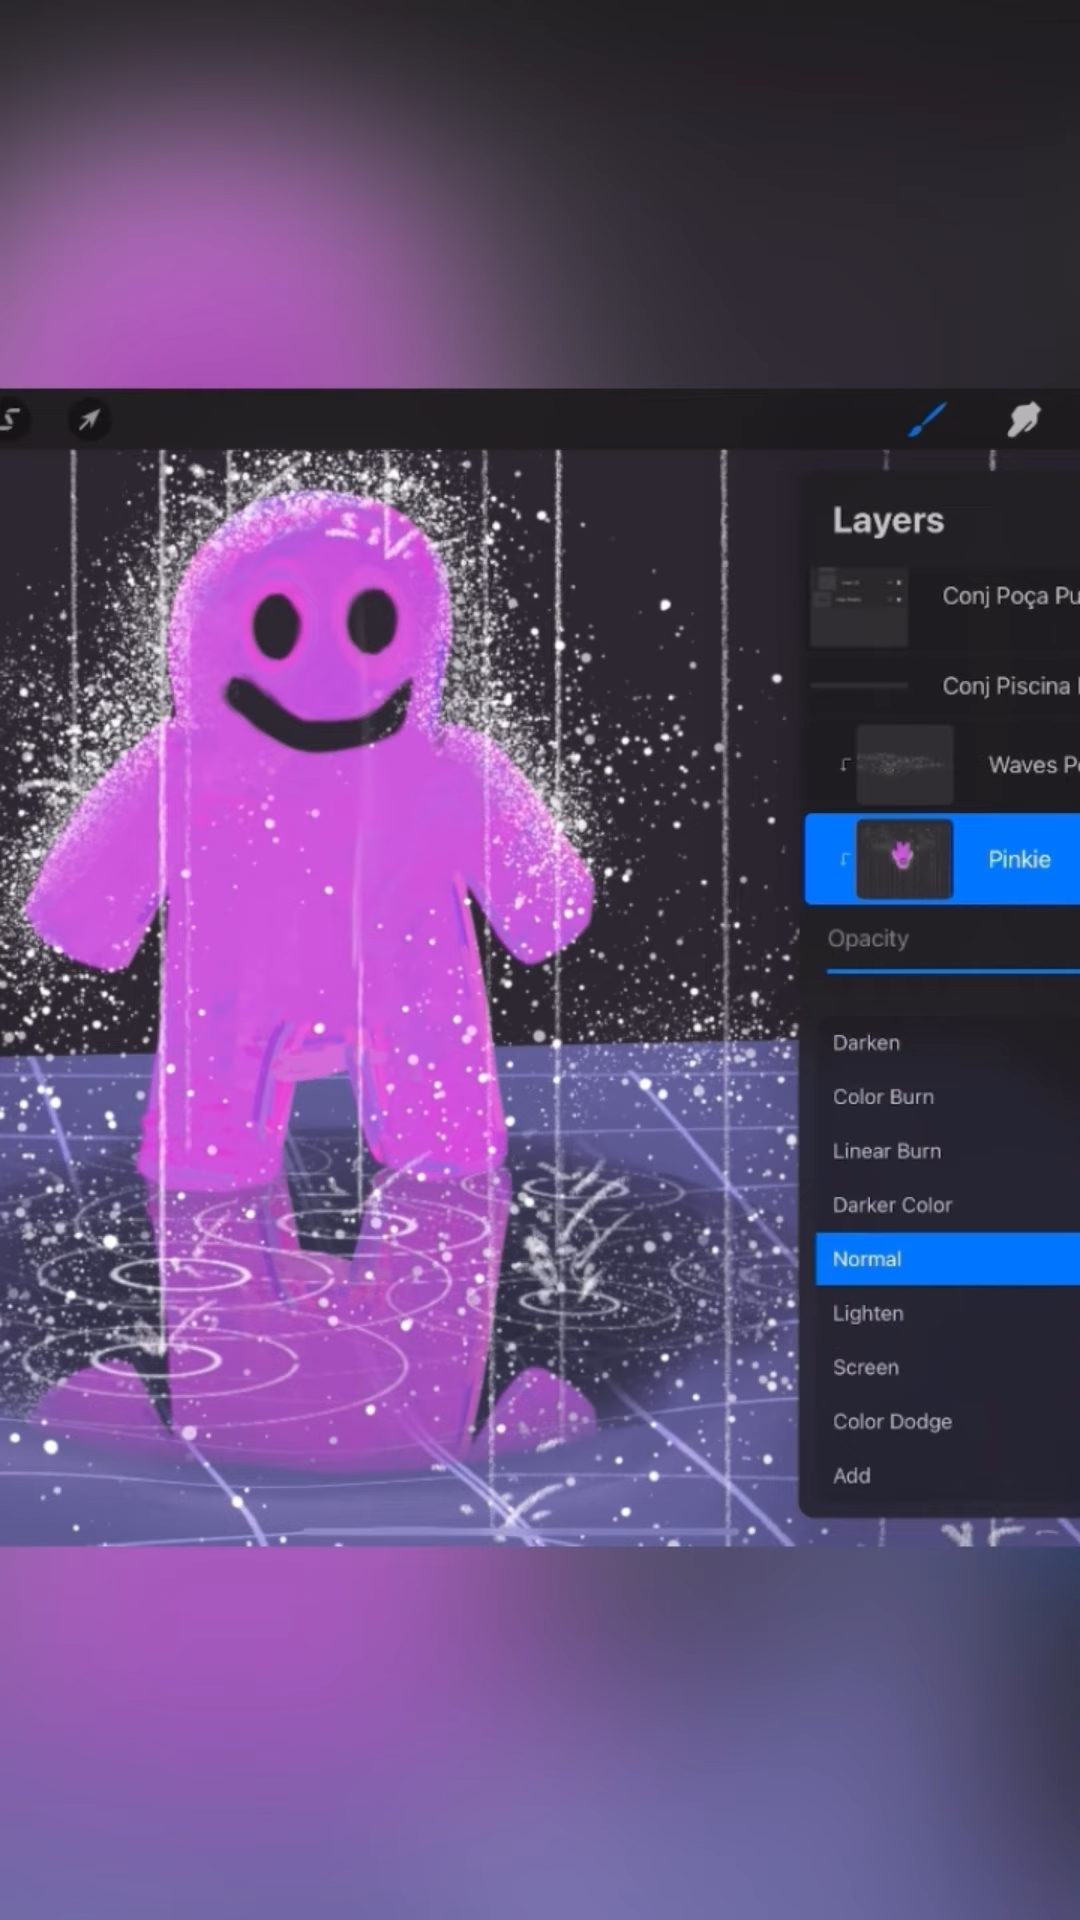 Layers
Conj Poça Pu
Conj Piscina
Waves P
Pinkie
Opacity
Darken
Color Burn
Linear Burn
Darker Color
Normal
Lighten
Screen
Color Dodge
Add